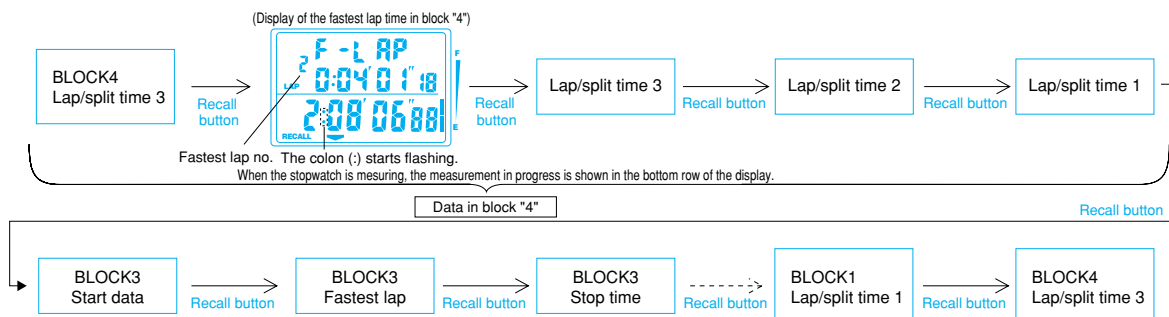 (Display of the fastest lap time in block "4")
BLOCK4
Lap/split time 3
Recall
button
F-LAP
F
2
LAP
0:04'01"18
2:08'06"88
RECALL
E
Recall
button
Lap/split time 3
Recall button
Lap/split time 2
Recall button
Lap/split time 1
Fastest lap no. The colon (:) starts flashing.
When the stopwatch is mesuring, the measurement in progress is shown in the bottom row of the display.
Data in block "4"
Recall button
BLOCK3
Start data
Recall button
BLOCK3
Fastest lap
Recall button
BLOCK3
Stop time
Recall button
BLOCK1
Lap/split time 1
Recall button
BLOCK4
Lap/split time 3